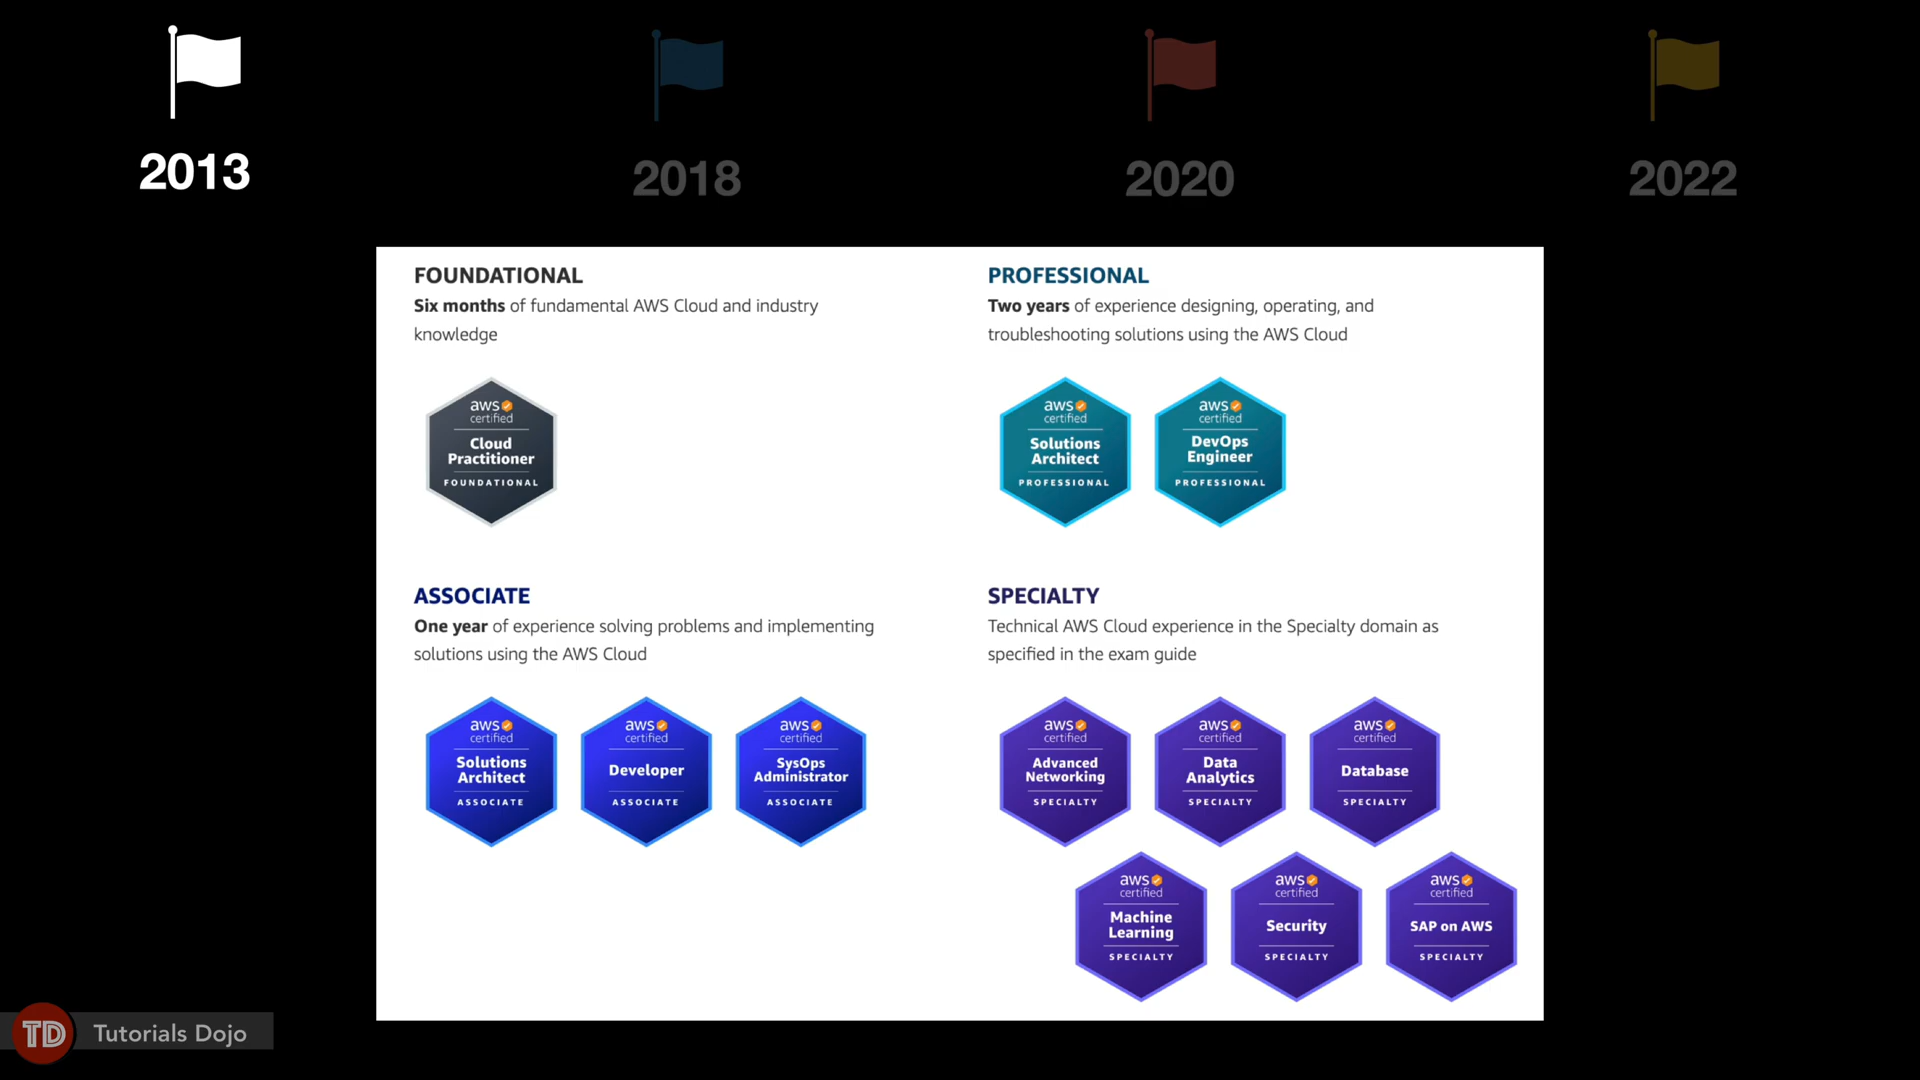 2013
2018
2020
2022
FOUNDATIONAL
Six months of fundamental AWS Cloud and industry
knowledge
aws
certified
Cloud
Practitioner
FOUNDATIONAL
PROFESSIONAL
Two years of experience designing, operating, and
troubleshooting solutions using the AWS Cloud
aws
certified
Solutions
Architect
PROFESSIONAL
aws
certified
DevOps
Engineer
PROFESSIONAL
ASSOCIATE
One year of experience solving problems and implementing
solutions using the AWS Cloud
aws
certified
Solutions
Architect
ASSOCIATE
aws
certified
Developer
ASSOCIATE
aws
certified
SysOps
Administrator
ASSOCIATE
SPECIALTY
Technical AWS Cloud experience in the Specialty domain as
specified in the exam guide
aws
certified
Advanced
Networking
SPECIALTY
aws
certified
Data
Analytics
SPECIALTY
aws
certified
Database
SPECIALTY
aws
certified
Machine
Learning
SPECIALTY
aws
certified
Security
SPECIALTY
aws
certified
SAP on AWS
SPECIALTY
TD Tutorials Dojo